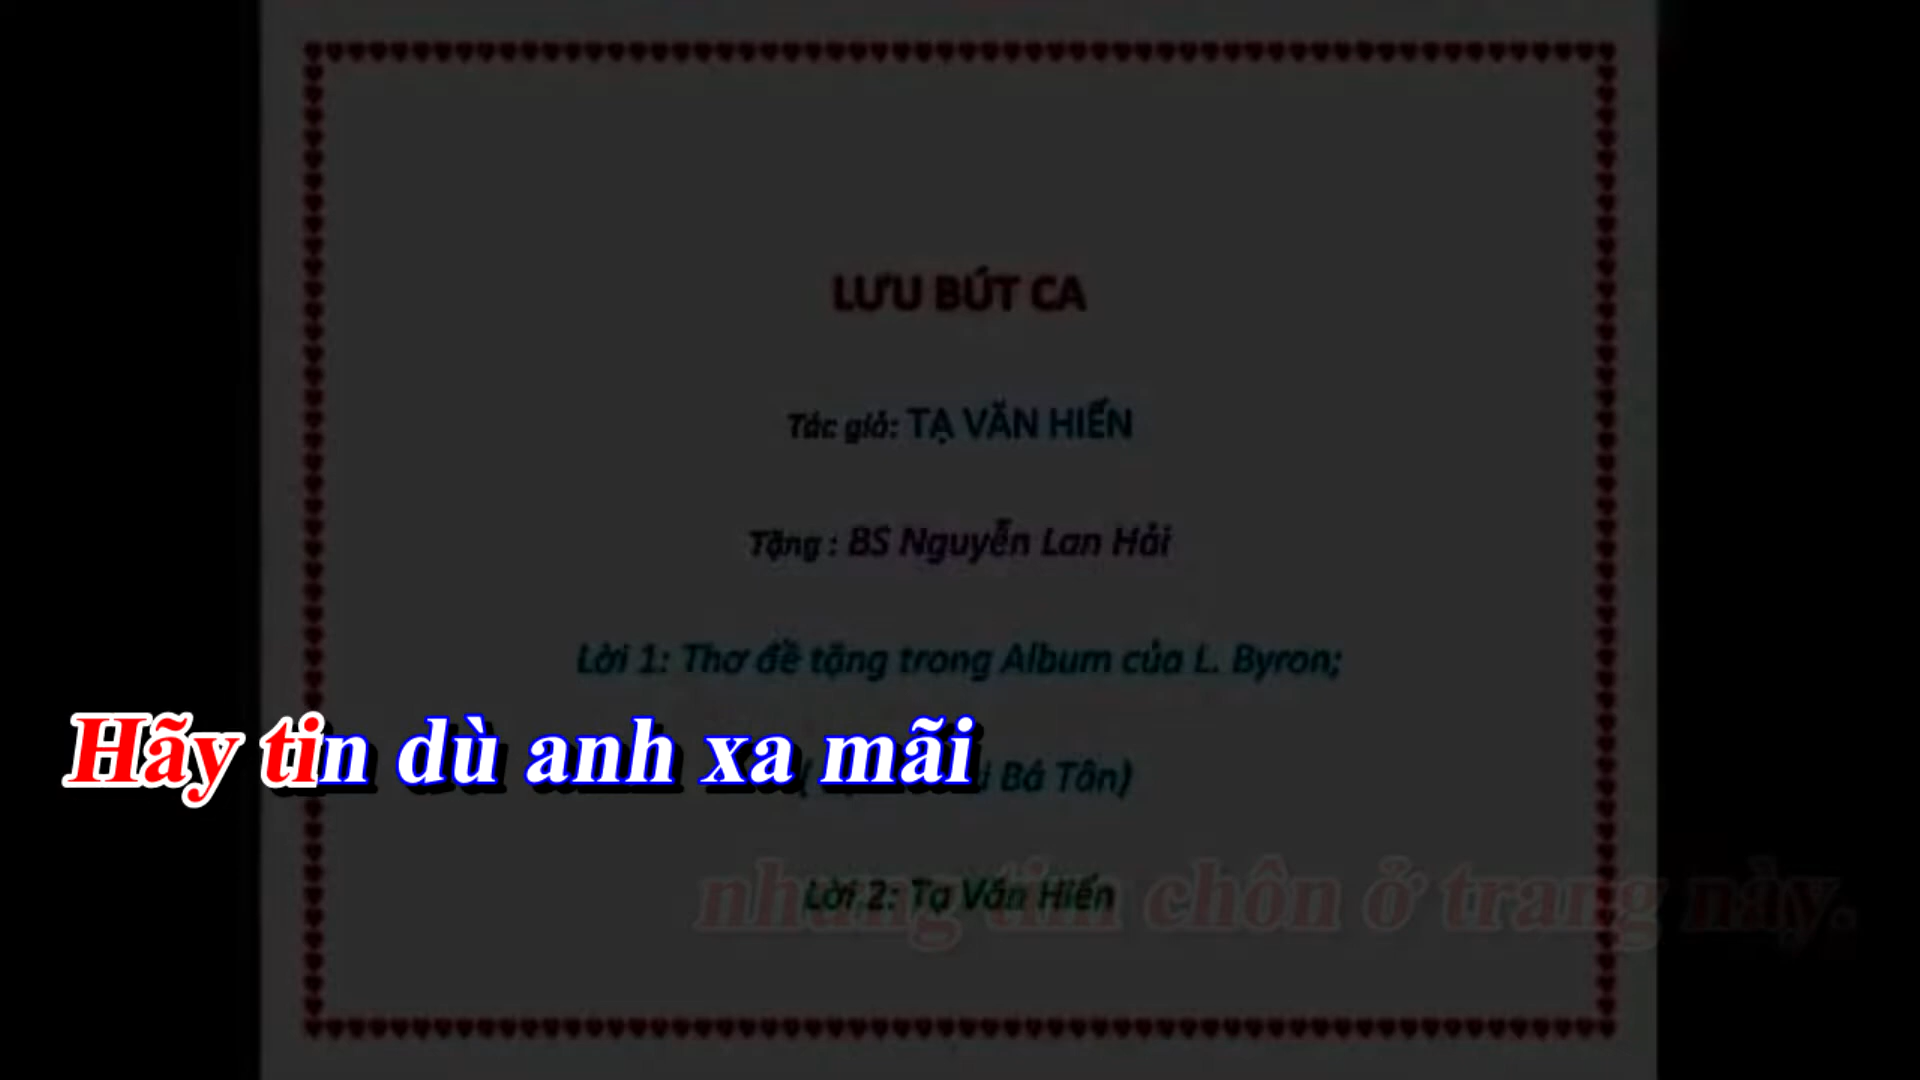 LƯU BÚT CA
Tác giả: TẠ VĂN HIẾN
Tặng : BS Nguyễn Lan Hải
Lời 1: Thơ đề tặng trong Album của L. Byron;
Hãy tin dù anh xa mãi
Bá Tân)
Lời 2: Tạ Văn Hiến
nhưng tim chôn ở trang này.